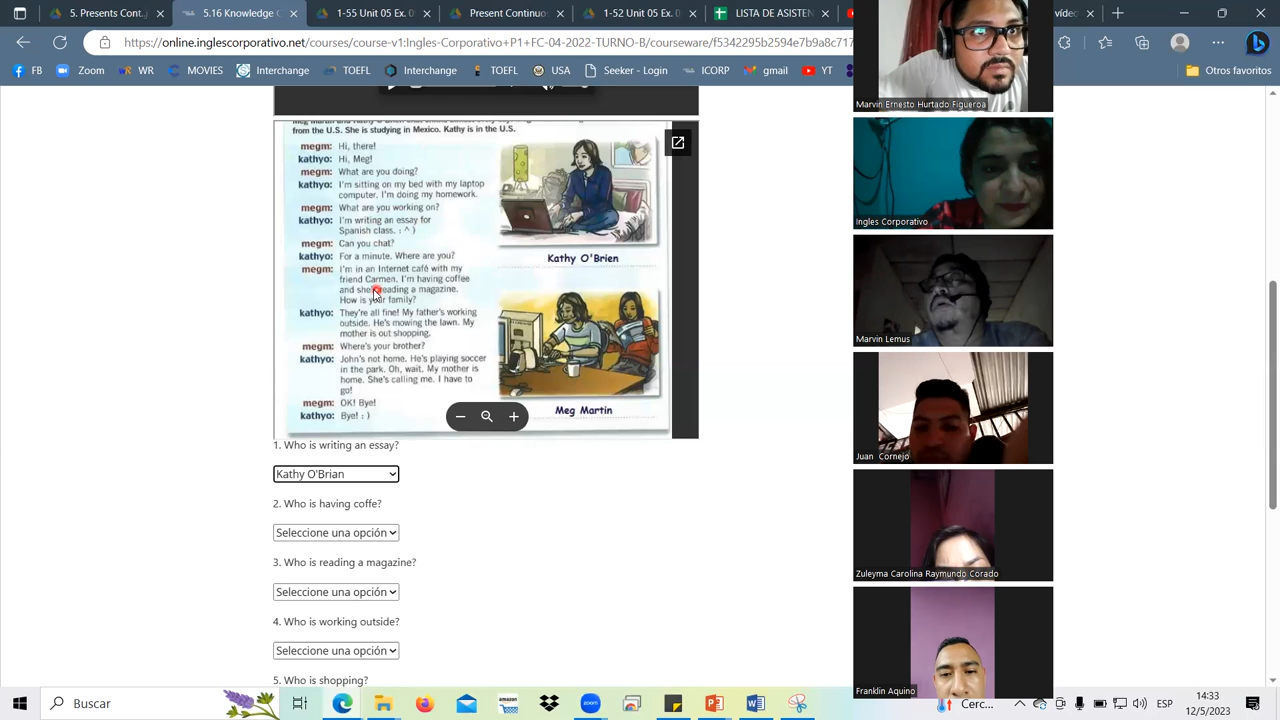 5. Presentacion
5.16 Knowing
1-55 Unit 05 (0
Present Continuo
1-52 Unit 05 (0
LISTA DE ASISTEN
videc
https://online.inglescorporativo.net/courses/course-v1:Ingles-Corporativo+P1+FC-04-2022-TURNO-B/courseware/f5342295b2594e7b9a8c717
FB
Zoom
WR
MOVIES
Interchange
TOEFL
Interchange
TOEFL
USA
Seeker - Login
ICORP
gmail
YT
Otros favoritos
from the U.S. She is studying in Mexico. Kathy is in the U.S.
megm: Hi, there!
kathyo: Hi, Meg!
megm: What are you doing?
kathyo: I'm sitting on my bed with my laptop
computer. I'm doing my homework.
megm: What are you working on?
kathyo: I'm writing an essay for
Spanish class. : ^ )
megm: Can you chat?
kathyo: For a minute. Where are you?
megm: I'm in an Internet café with my
friend Carmen. I'm having coffee
and she's reading a magazine.
How is your family?
kathyo: They're all fine! My father's working
outside. He's mowing the lawn. My
mother is out shopping.
megm: Where's your brother?
kathyo: John's not home. He's playing soccer
in the park. Oh, wait. My mother is
home. She's calling me. I have to
go!
megm: OK! Bye!
kathyo: Bye! : )
Kathy O'Brien
Meg Martin
1. Who is writing an essay?
Kathy O'Brian
2. Who is having coffe?
Seleccione una opción
3. Who is reading a magazine?
Seleccione una opción
4. Who is working outside?
Seleccione una opción
5. Who is shopping?
Marvin Ernesto Hurtado Figueroa
Ingles Corporativo
Marvin Lemus
Juan Cornejo
Zuleyma Carolina Raymundo Corado
Franklin Aquino
Buscar
amazon
zoom
Cerc
ESP
12/5/2023